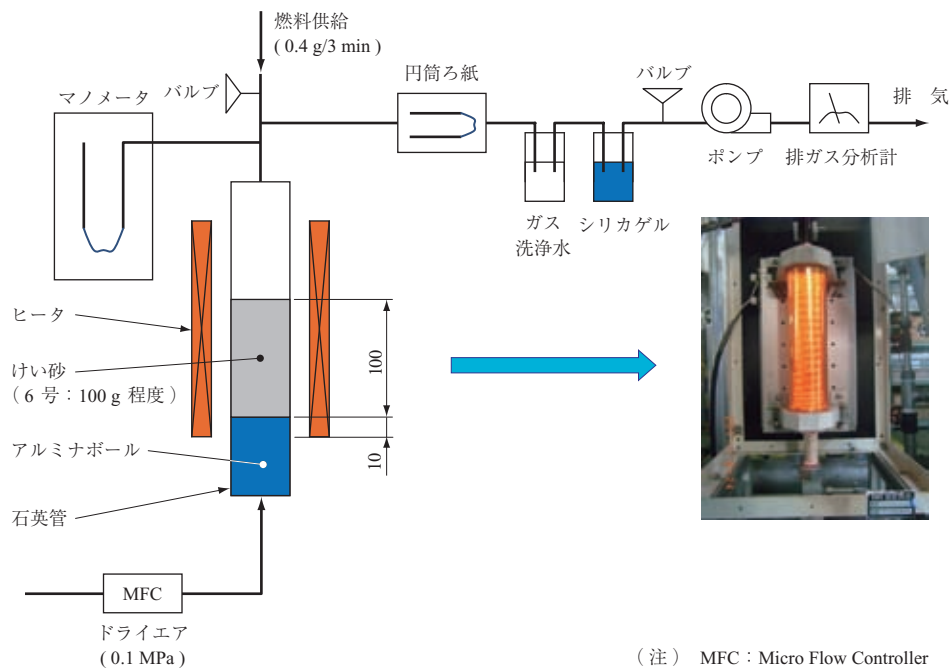 燃料供給
( 0.4 g/3 min )
バルブ
マノメータ
円筒ろ紙
バルブ
排 気
ポンプ
排ガス分析計
ガス
洗浄水
シリカゲル
ヒータ
けい砂
( 6 号：100 g 程度 )
アルミナボール
石英管
100
10
MFC
ドライエア
( 0.1 MPa )
( 注 ) MFC：Micro Flow Controller